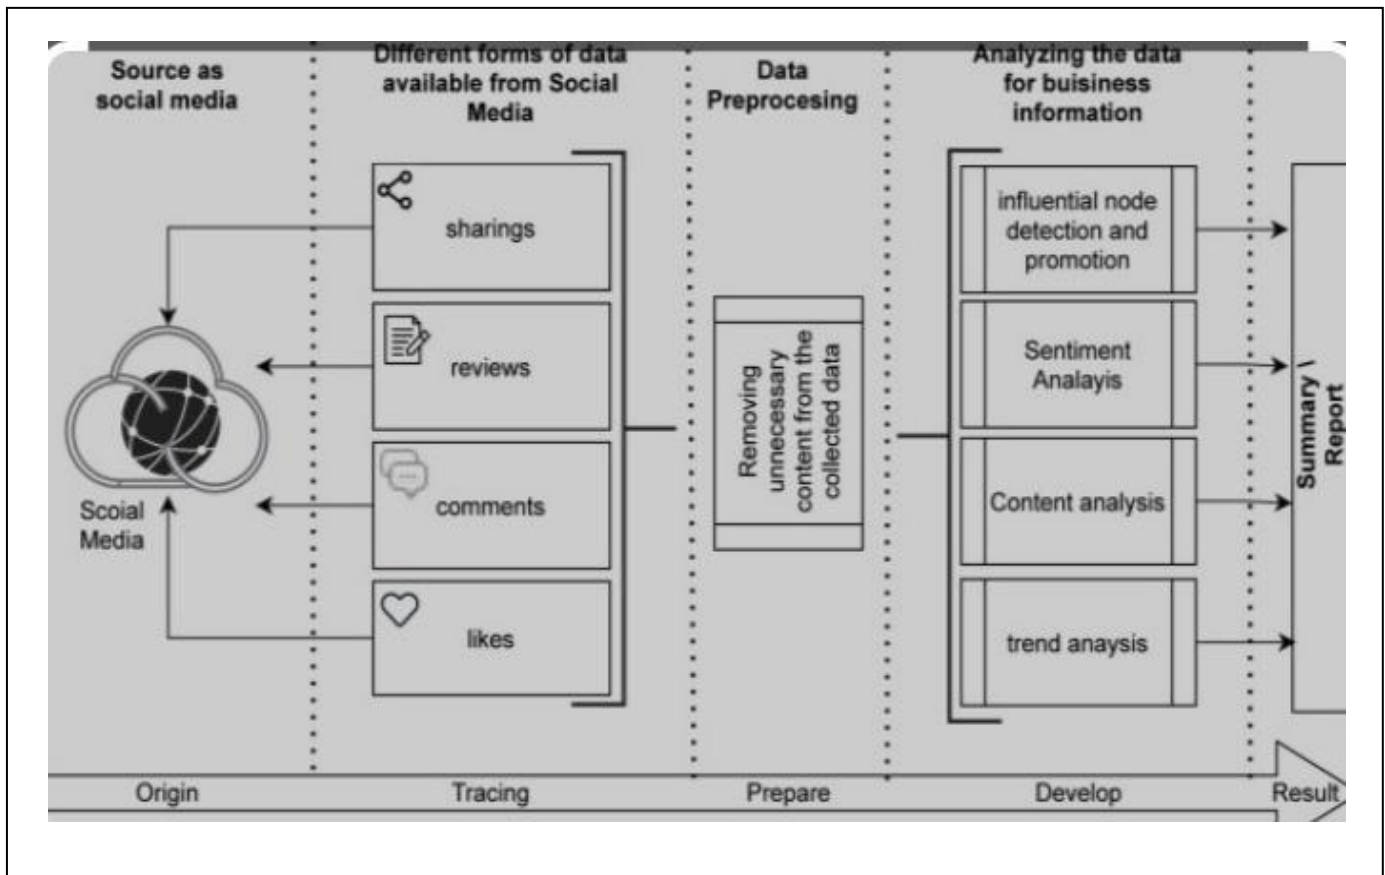 Source as
social media
Different forms of data
available from Social
Media
Data
Preprocesing
Analyzing the data
for buisiness
information
sharings
reviews
comments
likes
Scoial
Media
Removing
unnecessary
content from the
collected data
influential node
detection and
promotion
Sentiment
Analayis
Content analysis
trend anaysis
Summary \
Report
Origin
Tracing
Prepare
Develop
Result